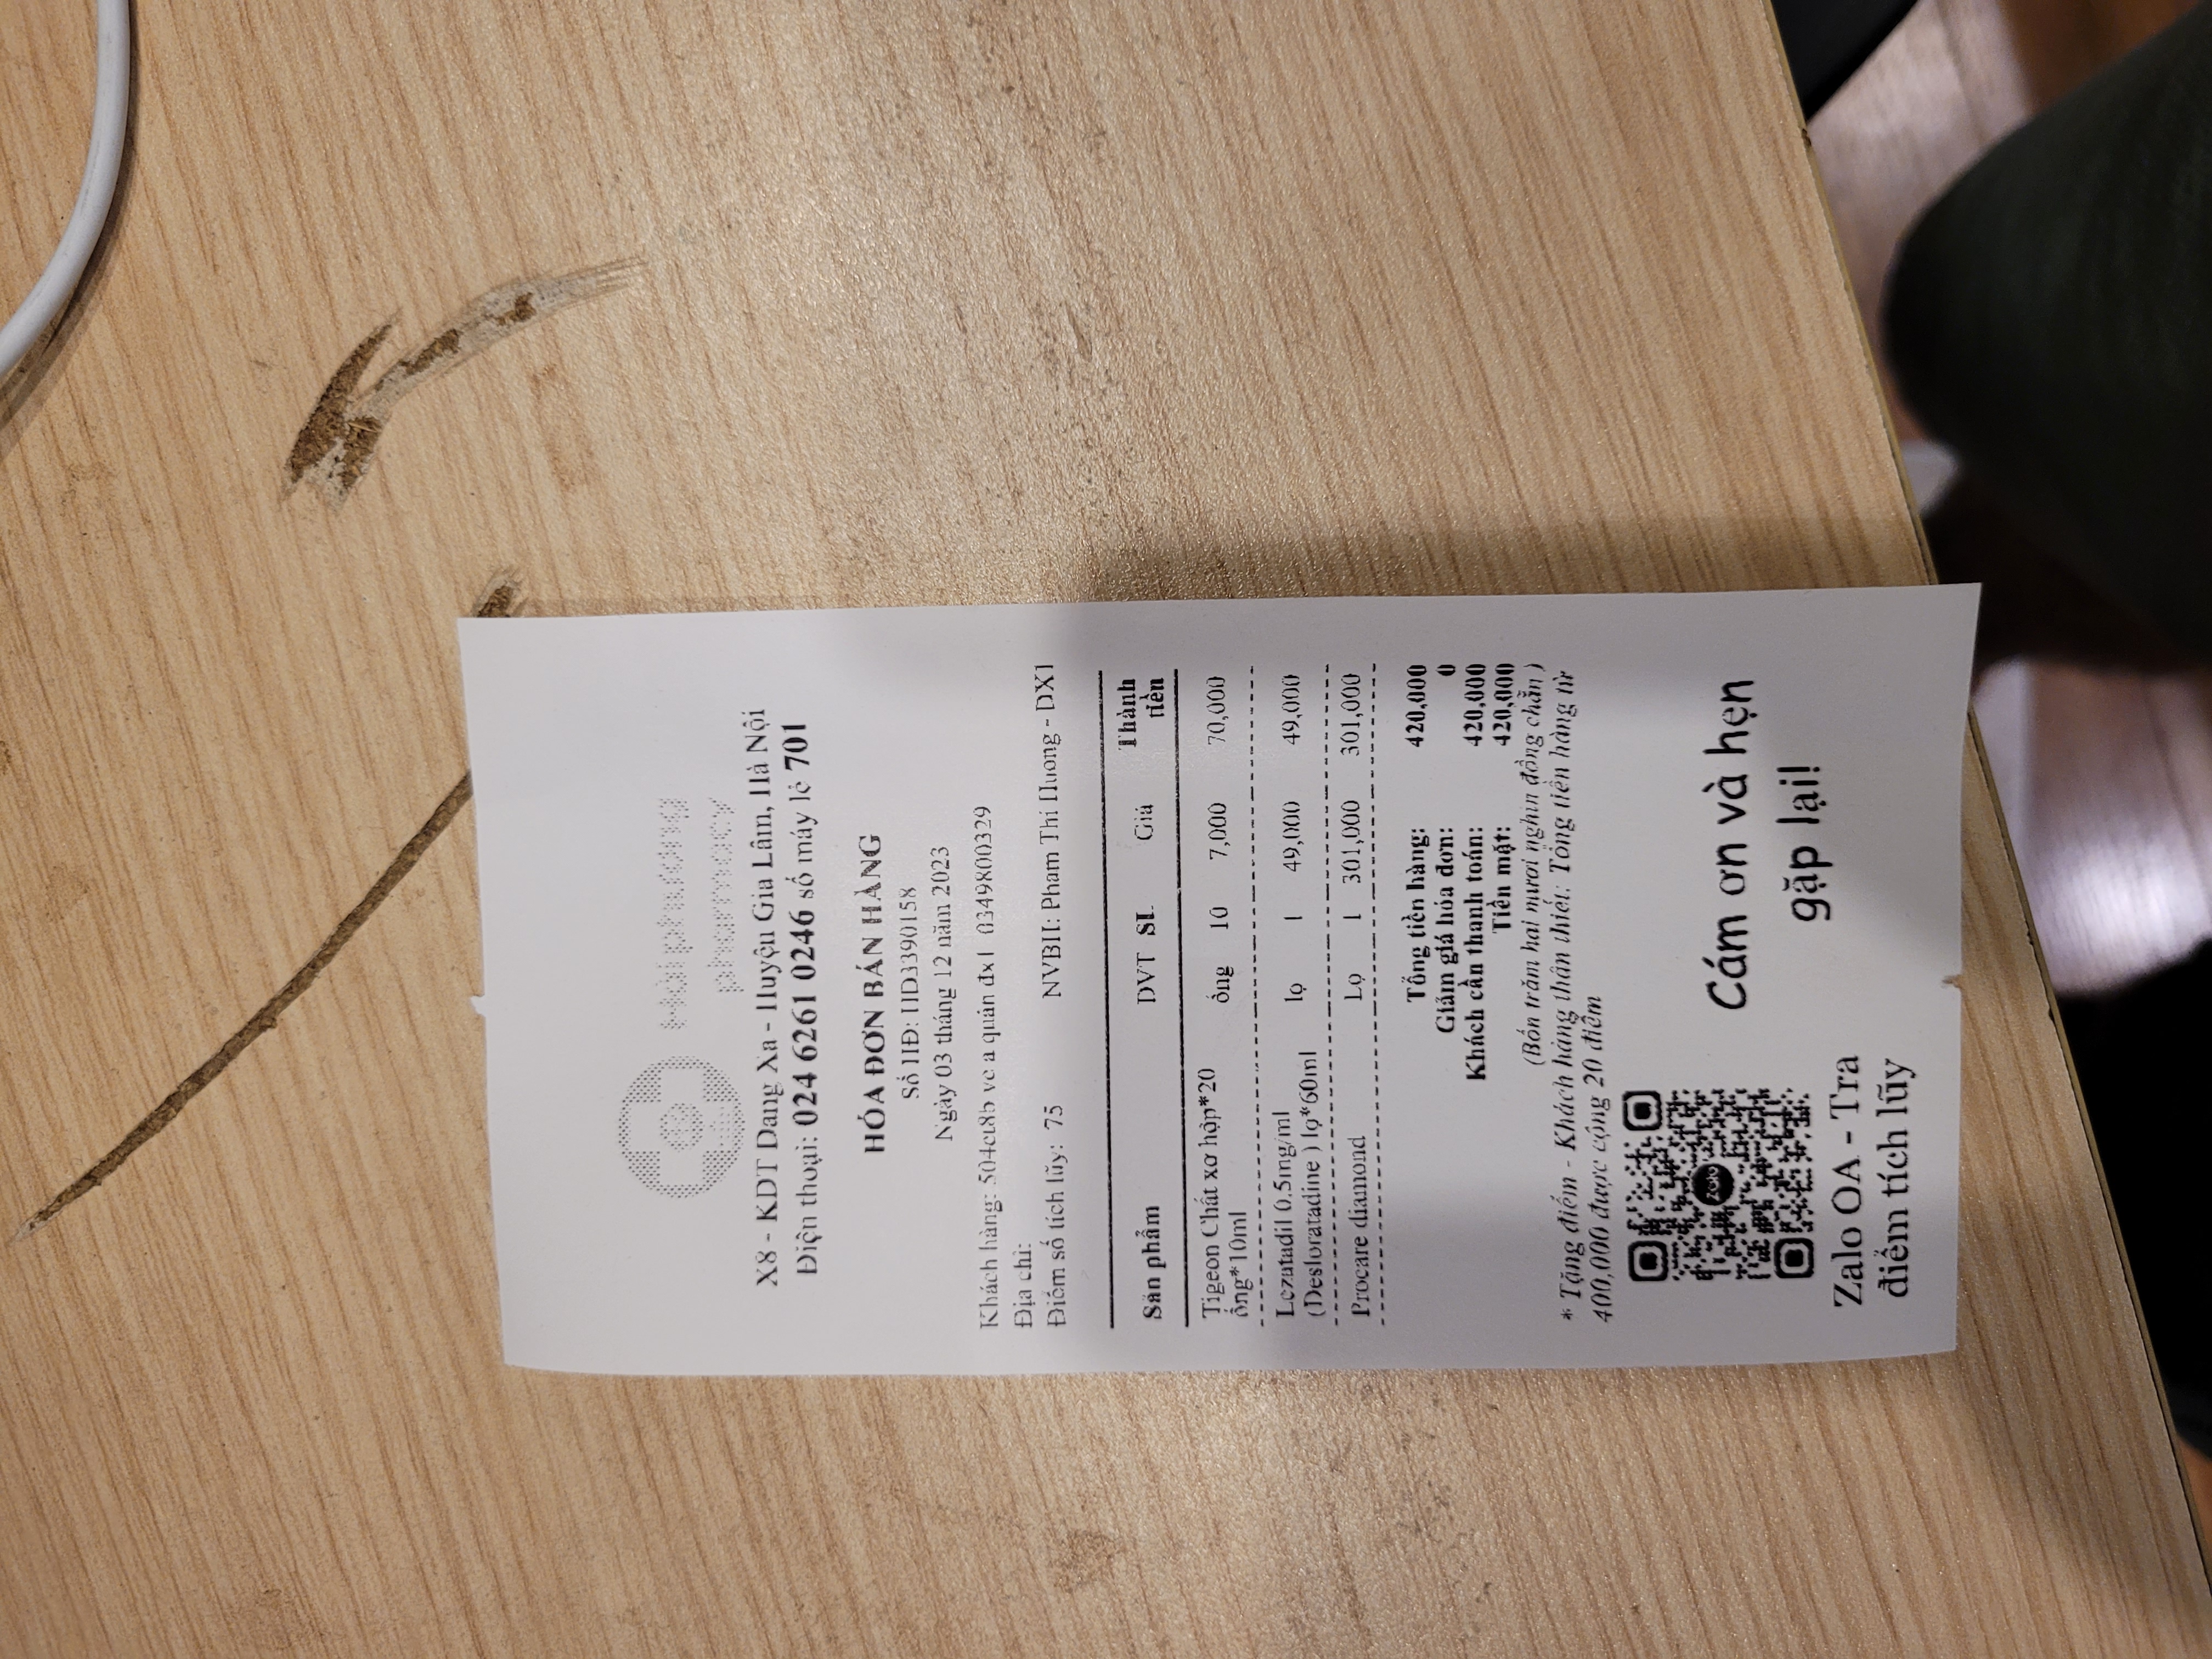 Hải phương
pharmacy
X8 - KDT Dang Xa - Huyện Gia Lâm, Hà Nội
Điện thoại: 024 6261 0246 số máy lẻ 701
HÓA ĐƠN BÁN HÀNG
Số HĐ: HD3390158
Ngày 03 tháng 12 năm 2023
Khách hàng: 504ct8b vc a quân đx1 0349800329
Địa chỉ:
Điểm số tích lũy: 75 NVBH: Pham Thi Huong - DX1
Sản phẩm DVT SL Giá Thành tiền
Tigeon Chất xơ hộp*20 ống 10 7,000 70,000
ống*10ml
Lezatadil 0.5mg/ml lọ 1 49,000 49,000
(Desloratadine ) lọ*60ml
Procare diamond Lọ 1 301,000 301,000
Tổng tiền hàng: 420,000
Giảm giá hóa đơn: 0
Khách cần thanh toán: 420,000
Tiền mặt: 420,000
(Bốn trăm hai mươi nghìn đồng chẵn )
* Tặng điểm - Khách hàng thân thiết: Tổng tiền hàng từ
400,000 được cộng 20 điểm
Zalo
Cám ơn và hẹn
gặp lại!
Zalo OA - Tra
điểm tích lũy